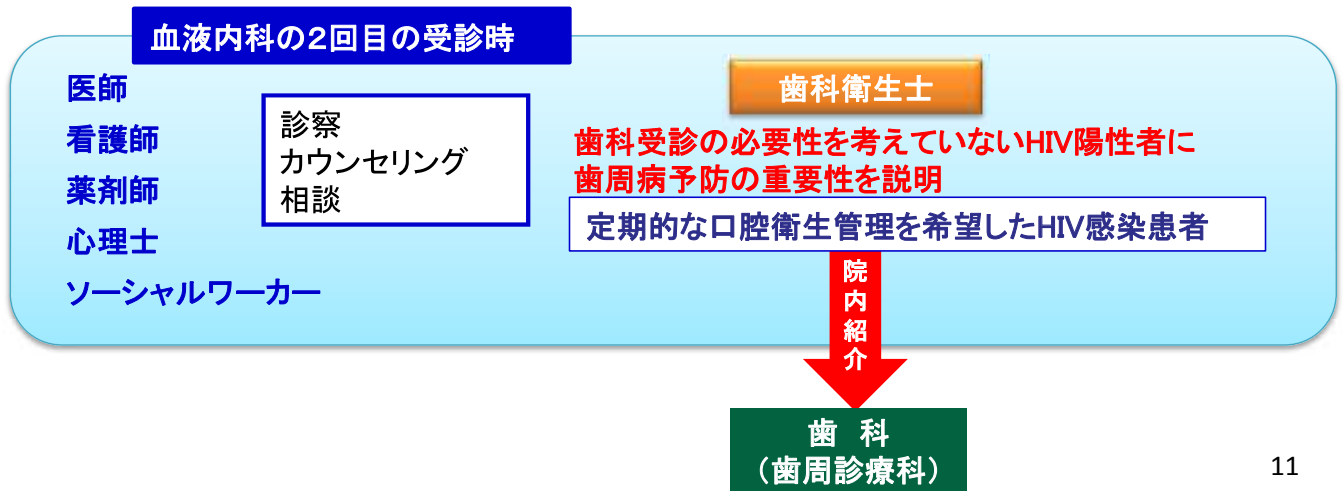 血液内科の2回目の受診時
医師
看護師
薬剤師
心理士
ソーシャルワーカー
診察
カウンセリング
相談
歯科衛生士
歯科受診の必要性を考えていないHIV陽性者に
歯周病予防の重要性を説明
定期的な口腔衛生管理を希望したHIV感染患者
院内紹介
歯 科
（歯周診療科）
11